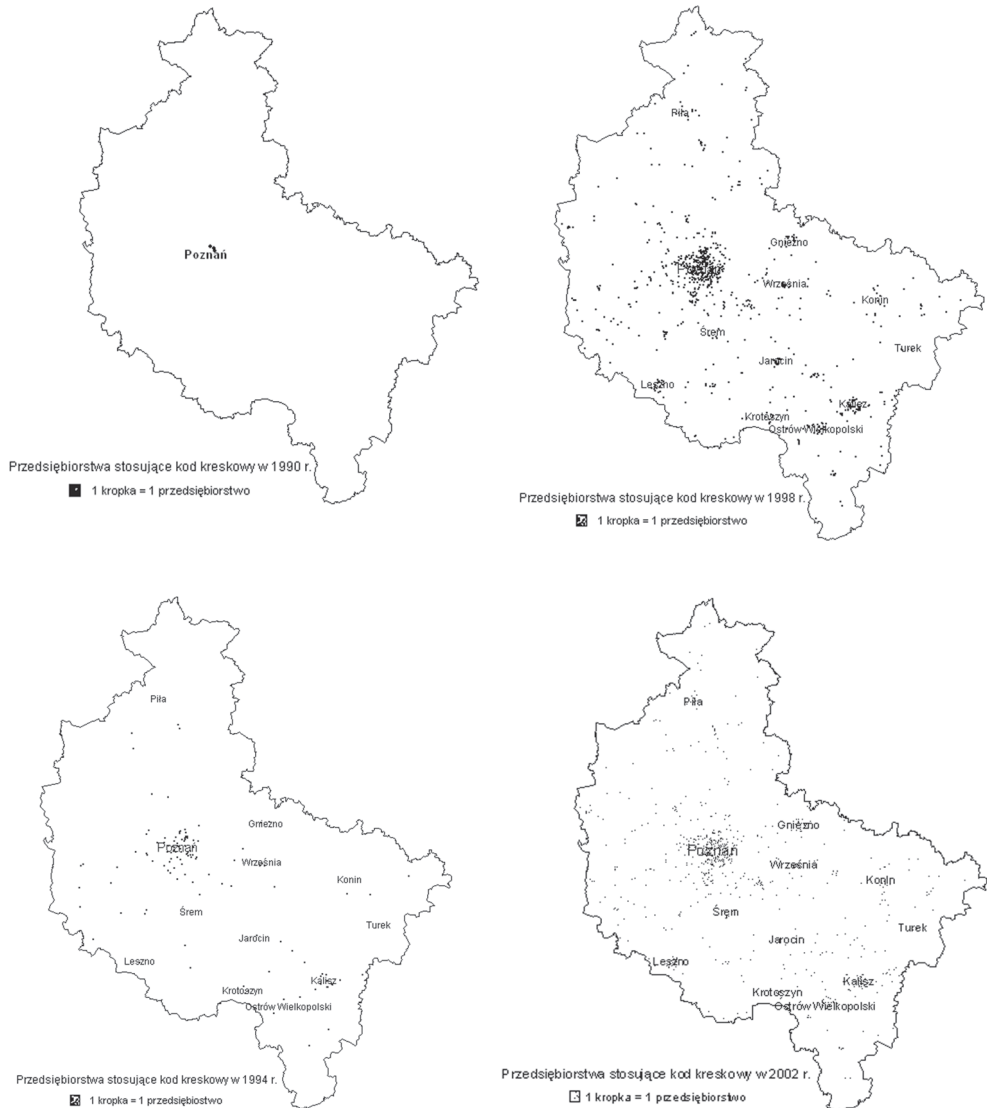 Poznań
Przedsiębiorstwa stosujące kod kreskowy w 1990 r.
1 kropka = 1 przedsiębiorstwo
Piła
Gniezno
Poznań
Września
Konin
Śrem
Turek
Jarocin
Leszno
Kalisz
Krotoszyn
Ostrów Wielkopolski
Przedsiębiorstwa stosujące kod kreskowy w 1998 r.
1 kropka = 1 przedsiębiorstwo
Piła
Gniezno
Poznań
Września
Konin
Śrem
Turek
Jarocin
Leszno
Kalisz
Krotoszyn
Ostrów Wielkopolski
Przedsiębiorstwa stosujące kod kreskowy w 1994 r.
1 kropka = 1 przedsiębiostwo
Piła
Gniezno
Poznań
Września
Konin
Śrem
Turek
Jarocin
Leszno
Kalisz
Krotoszyn
Ostrów Wielkopolski
Przedsiębiorstwa stosujące kod kreskowy w 2002 r.
1 kropka = 1 przedsiębiorstwo